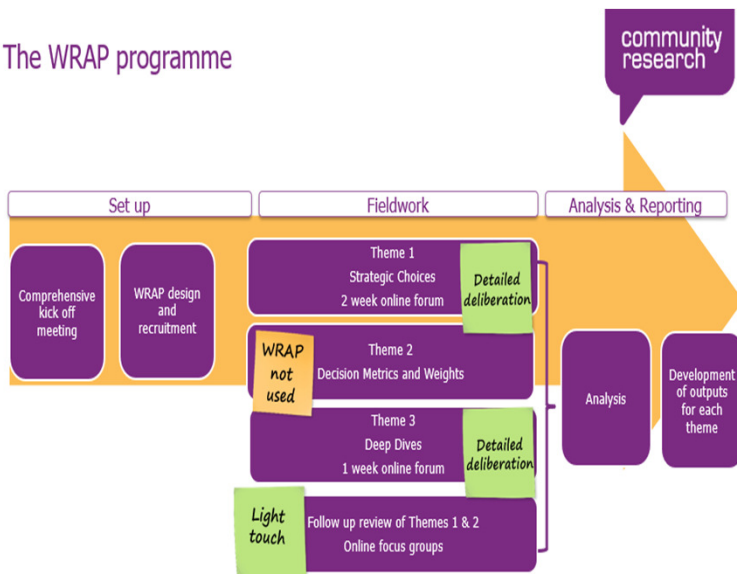 The WRAP programme
community
research
Set up
Fieldwork
Analysis & Reporting
Comprehensive
kick off
meeting
WRAP design
and
recruitment
Theme 1
Strategic Choices
2 week online forum
Detailed
deliberation
WRAP
not
used
Theme 2
Decision Metrics and Weights
Theme 3
Deep Dives
1 week online forum
Detailed
deliberation
Light
touch
Follow up review of Themes 1 & 2
Online focus groups
Analysis
Development
of outputs
for each
theme